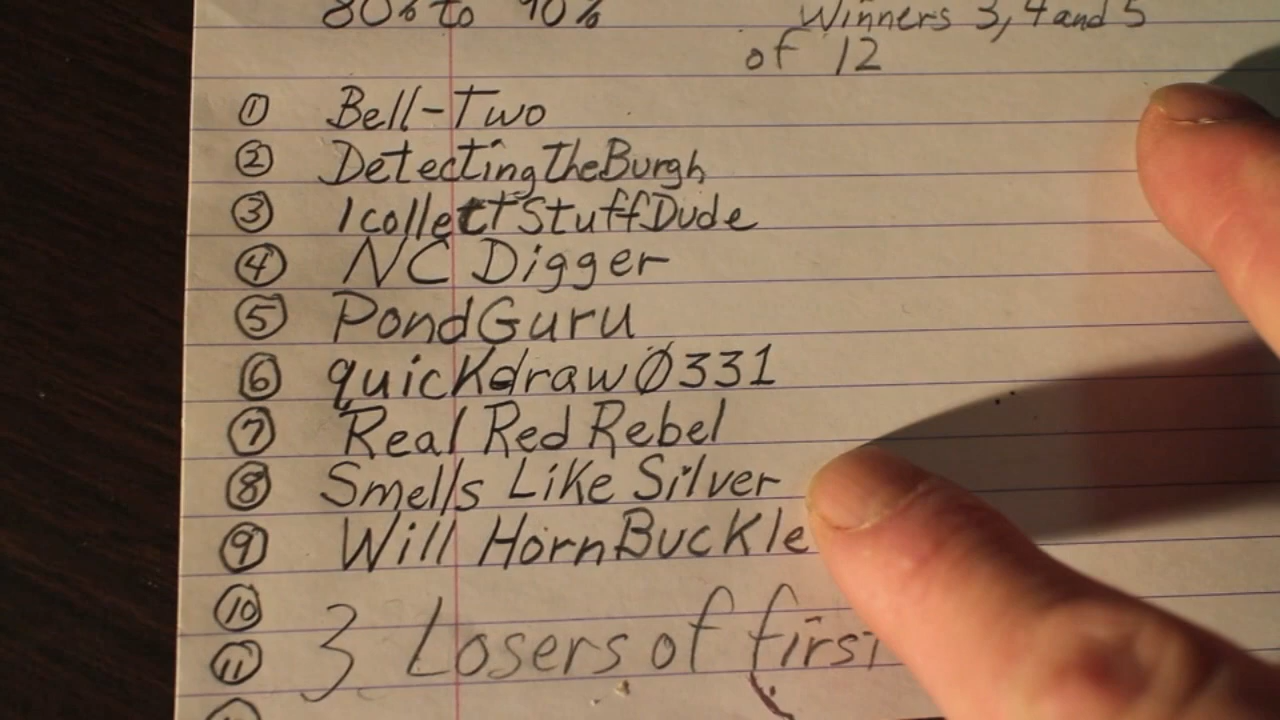 80% to 90%
Winners 3, 4 and 5
of 12
① Bell-Two
② DetectingTheBurgh
③ IcollectStuffDude
④ NC Digger
⑤ PondGuru
⑥ quickdraw0331
⑦ Real Red Rebel
⑧ Smells Like Silver
⑨ Will HornBuckle
⑩
⑪ 3 Losers of first